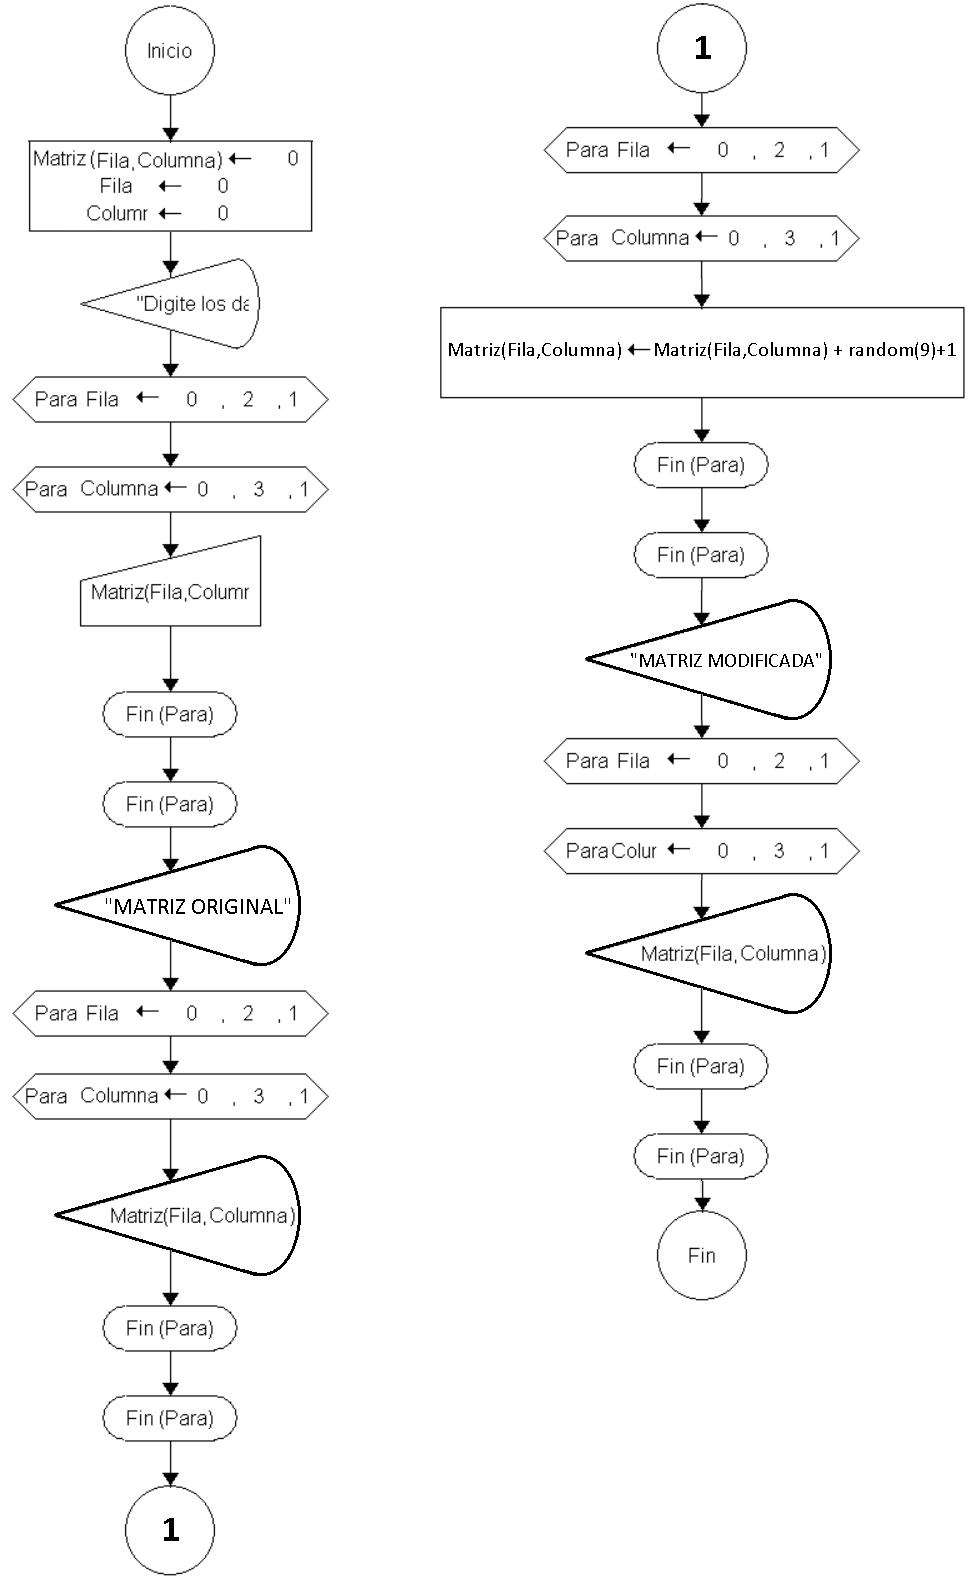 Inicio
Matriz (Fila,Columna) ← 0
Fila ← 0
Columr ← 0
"Digite los da
Para Fila ← 0 , 2 , 1
Para Columna ← 0 , 3 , 1
Matriz(Fila,Columr
Fin (Para)
Fin (Para)
"MATRIZ ORIGINAL"
Para Fila ← 0 , 2 , 1
Para Columna ← 0 , 3 , 1
Matriz(Fila, Columna)
Fin (Para)
Fin (Para)
1
1
Para Fila ← 0 , 2 , 1
Para Columna ← 0 , 3 , 1
Matriz(Fila,Columna) ← Matriz(Fila,Columna) + random(9)+1
Fin (Para)
Fin (Para)
"MATRIZ MODIFICADA"
Para Fila ← 0 , 2 , 1
Para Colur ← 0 , 3 , 1
Matriz(Fila, Columna)
Fin (Para)
Fin (Para)
Fin